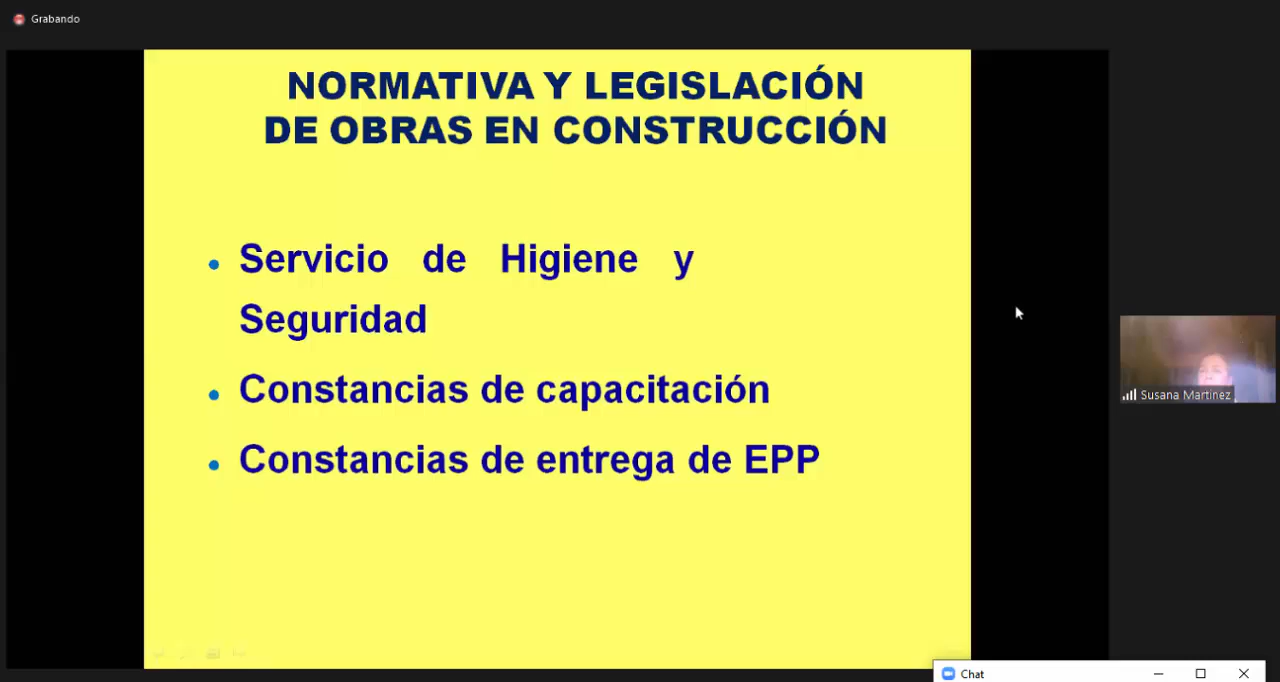 Grabando
NORMATIVA Y LEGISLACIÓN
DE OBRAS EN CONSTRUCCIÓN
• Servicio de Higiene y
Seguridad
• Constancias de capacitación
• Constancias de entrega de EPP
Susana Martinez
Chat